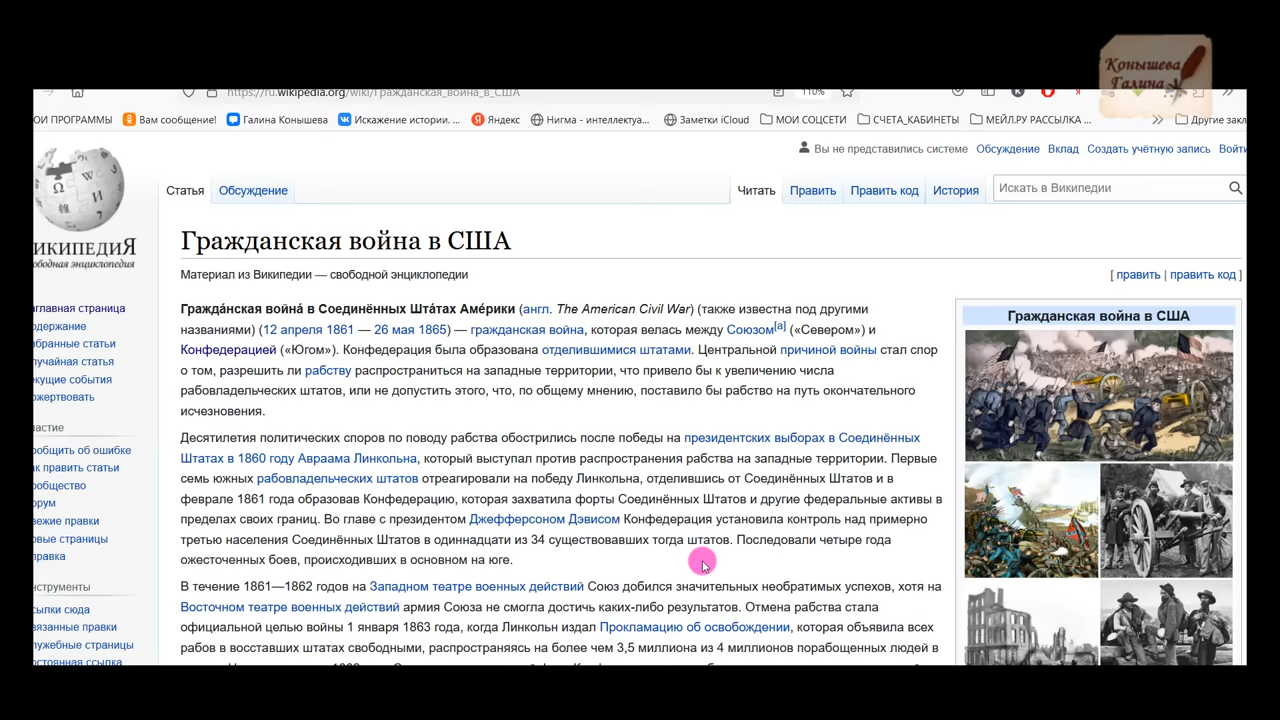 Конышева
Галина
https://ru.wikipedia.org/wiki/Гражданская_война_в_США
110%
ОИ ПРОГРАММЫ
Вам сообщение!
Галина Конышева
Искажение истории. ...
Яндекс
Нигма - интеллектуа...
Заметки iCloud
МОИ СОЦСЕТИ
СЧЕТА_КАБИНЕТЫ
МЕЙЛ.РУ РАССЫЛКА ...
Другие закл
Вы не представились системе
Обсуждение
Вклад
Создать учётную запись
Войти
Статья
Обсуждение
Читать
Править
Править код
История
Искать в Википедии
ИКИПЕДИЯ
ободная энциклопедия
аглавная страница
одержание
бранные статьи
лучайная статья
екущие события
ожертвовать
астие
ообщить об ошибке
ак править статьи
ообщество
орум
вежие правки
овые страницы
правка
нструменты
сылки сюда
вязанные правки
лужебные страницы
остоянная ссылка
Гражданская война в США
Материал из Википедии — свободной энциклопедии
[ править | править код ]
Гражда́нская война́ в Соединённых Шта́тах Аме́рики (англ. The American Civil War) (также известна под другими
названиями) (12 апреля 1861 — 26 мая 1865) — гражданская война, которая велась между Союзом[a] («Севером») и
Конфедерацией («Югом»). Конфедерация была образована отделившимися штатами. Центральной причиной войны стал спор
о том, разрешить ли рабству распространиться на западные территории, что привело бы к увеличению числа
рабовладельческих штатов, или не допустить этого, что, по общему мнению, поставило бы рабство на путь окончательного
исчезновения.
Десятилетия политических споров по поводу рабства обострились после победы на президентских выборах в Соединённых
Штатах в 1860 году Авраама Линкольна, который выступал против распространения рабства на западные территории. Первые
семь южных рабовладельческих штатов отреагировали на победу Линкольна, отделившись от Соединённых Штатов и в
феврале 1861 года образовав Конфедерацию, которая захватила форты Соединённых Штатов и другие федеральные активы в
пределах своих границ. Во главе с президентом Джефферсоном Дэвисом Конфедерация установила контроль над примерно
третью населения Соединённых Штатов в одиннадцати из 34 существовавших тогда штатов. Последовали четыре года
ожесточенных боев, происходивших в основном на юге.
В течение 1861—1862 годов на Западном театре военных действий Союз добился значительных необратимых успехов, хотя на
Восточном театре военных действий армия Союза не смогла достичь каких-либо результатов. Отмена рабства стала
официальной целью войны 1 января 1863 года, когда Линкольн издал Прокламацию об освобождении, которая объявила всех
рабов в восставших штатах свободными, распространяясь на более чем 3,5 миллиона из 4 миллионов порабощенных людей в
Гражданская война в США